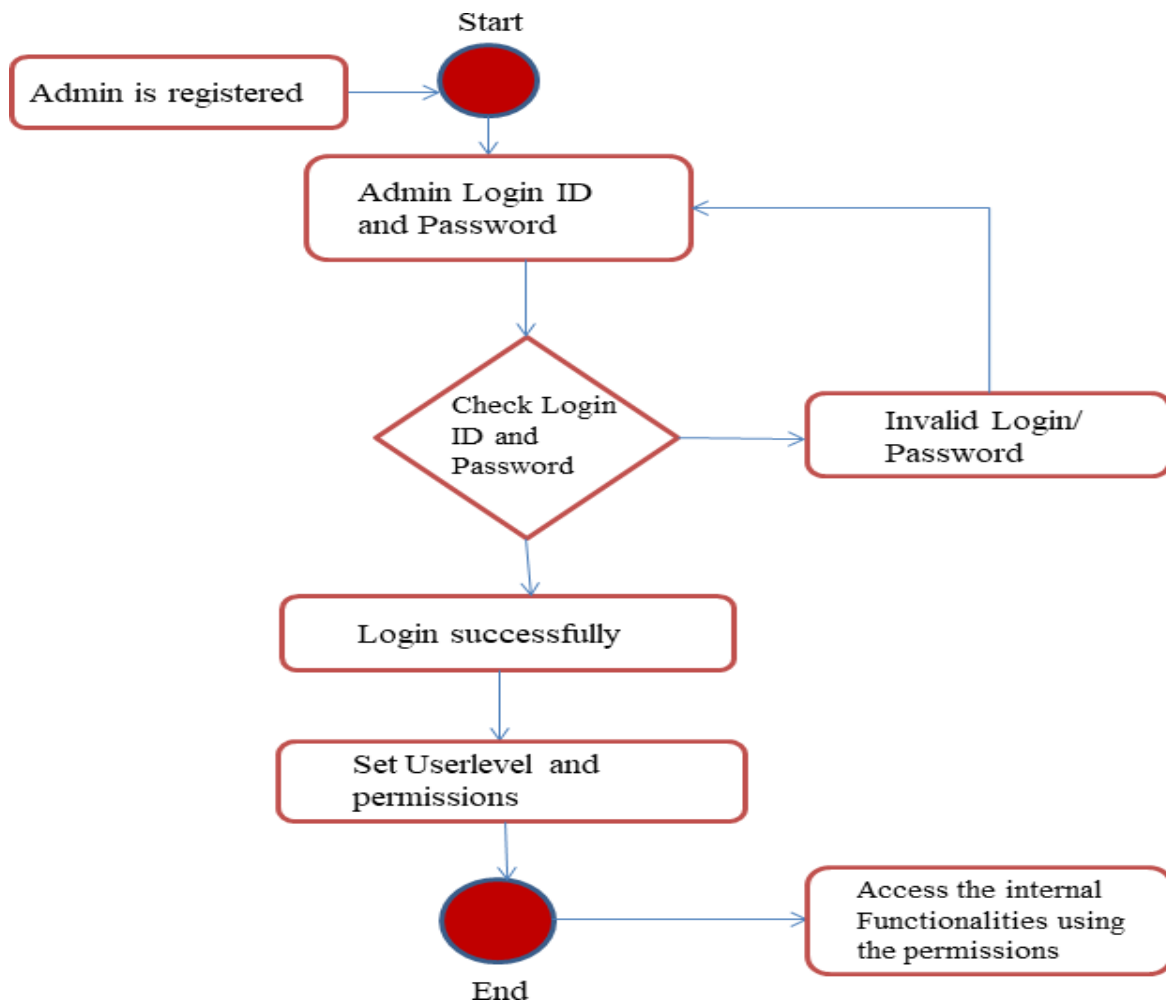 Start
Admin is registered
Admin Login ID
and Password
Check Login
ID and
Password
Invalid Login/
Password
Login successfully
Set Userlevel and
permissions
Access the internal
Functionalities using
the permissions
End